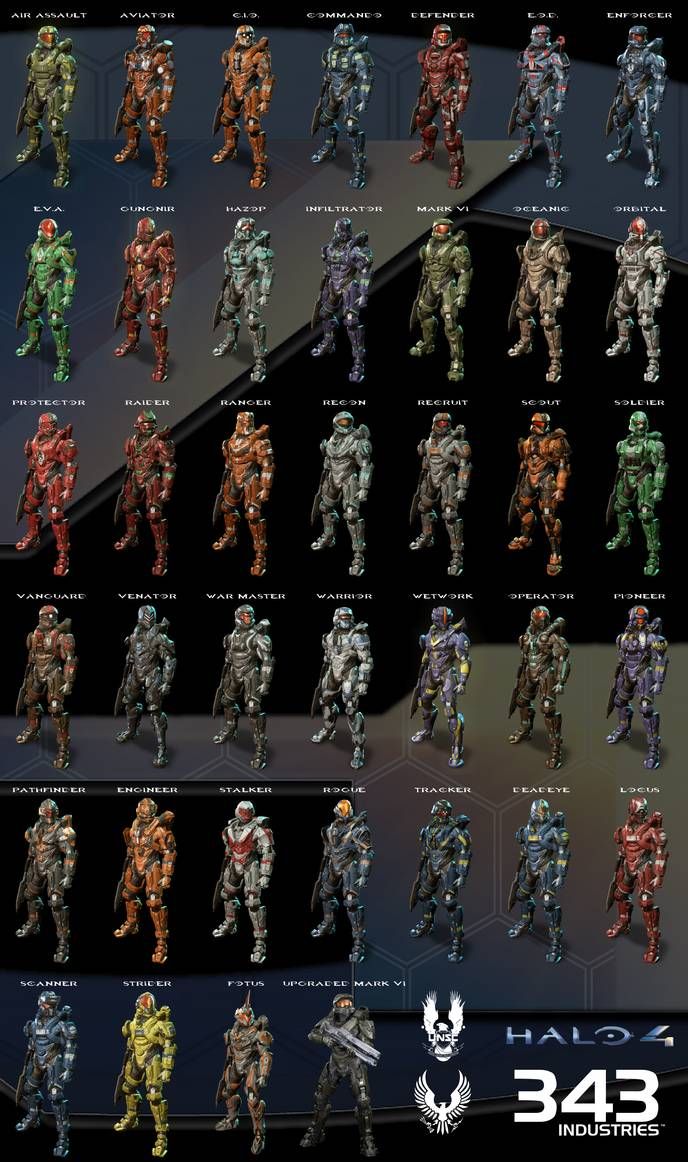 AIR ASSAULT AVIATOR C.I.O. COMMANDO DEFENDER E.O.D. ENFORCER
E.V.A. GUNGNIR HAZOP INFILTRATOR MARK VI OCEANIC ORBITAL
PROTECTOR RAIDER RANGER RECON RECRUIT SCOUT SOLDIER
VANGUARD VENATOR WAR MASTER WARRIOR WETWORK OPERATOR PIONEER
PATHFINDER ENGINEER STALKER ROGUE TRACKER DEADEYE LOCUS
SCANNER STRIDER FOTUS UPGRADED MARK VI
UNSC
HALO 4
343
INDUSTRIES™